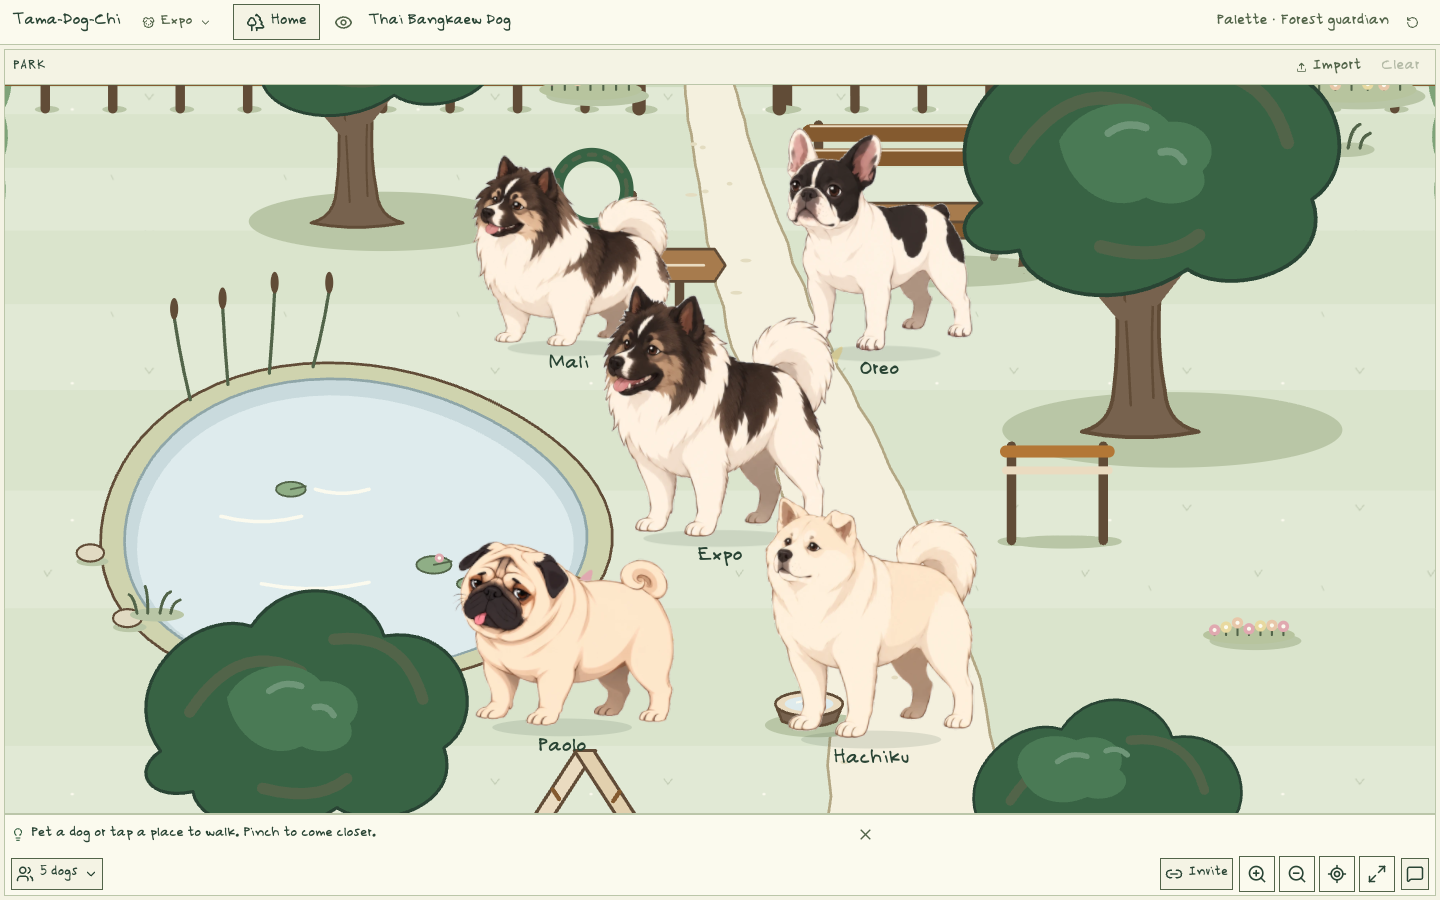 Tama-Dog-Chi
Expo
Home
Thai Bangkaew Dog
Palette · Forest guardian
PARK
Import
Clear
Mali
Oreo
Expo
Paolo
Hachiku
Pet a dog or tap a place to walk. Pinch to come closer.
5 dogs
Invite